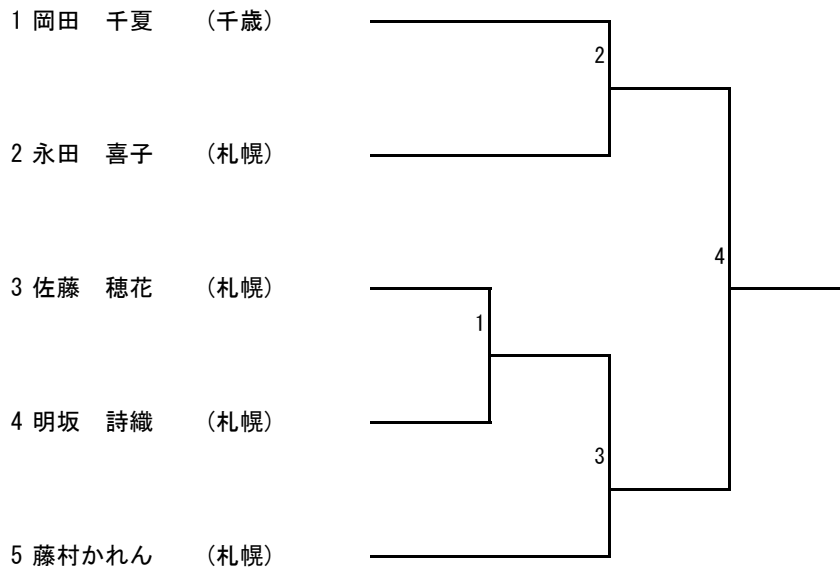 1 岡田　千夏　（千歳）
2
2 永田　喜子　（札幌）
4
3 佐藤　穂花　（札幌）
1
4 明坂　詩織　（札幌）
3
5 藤村かれん　（札幌）